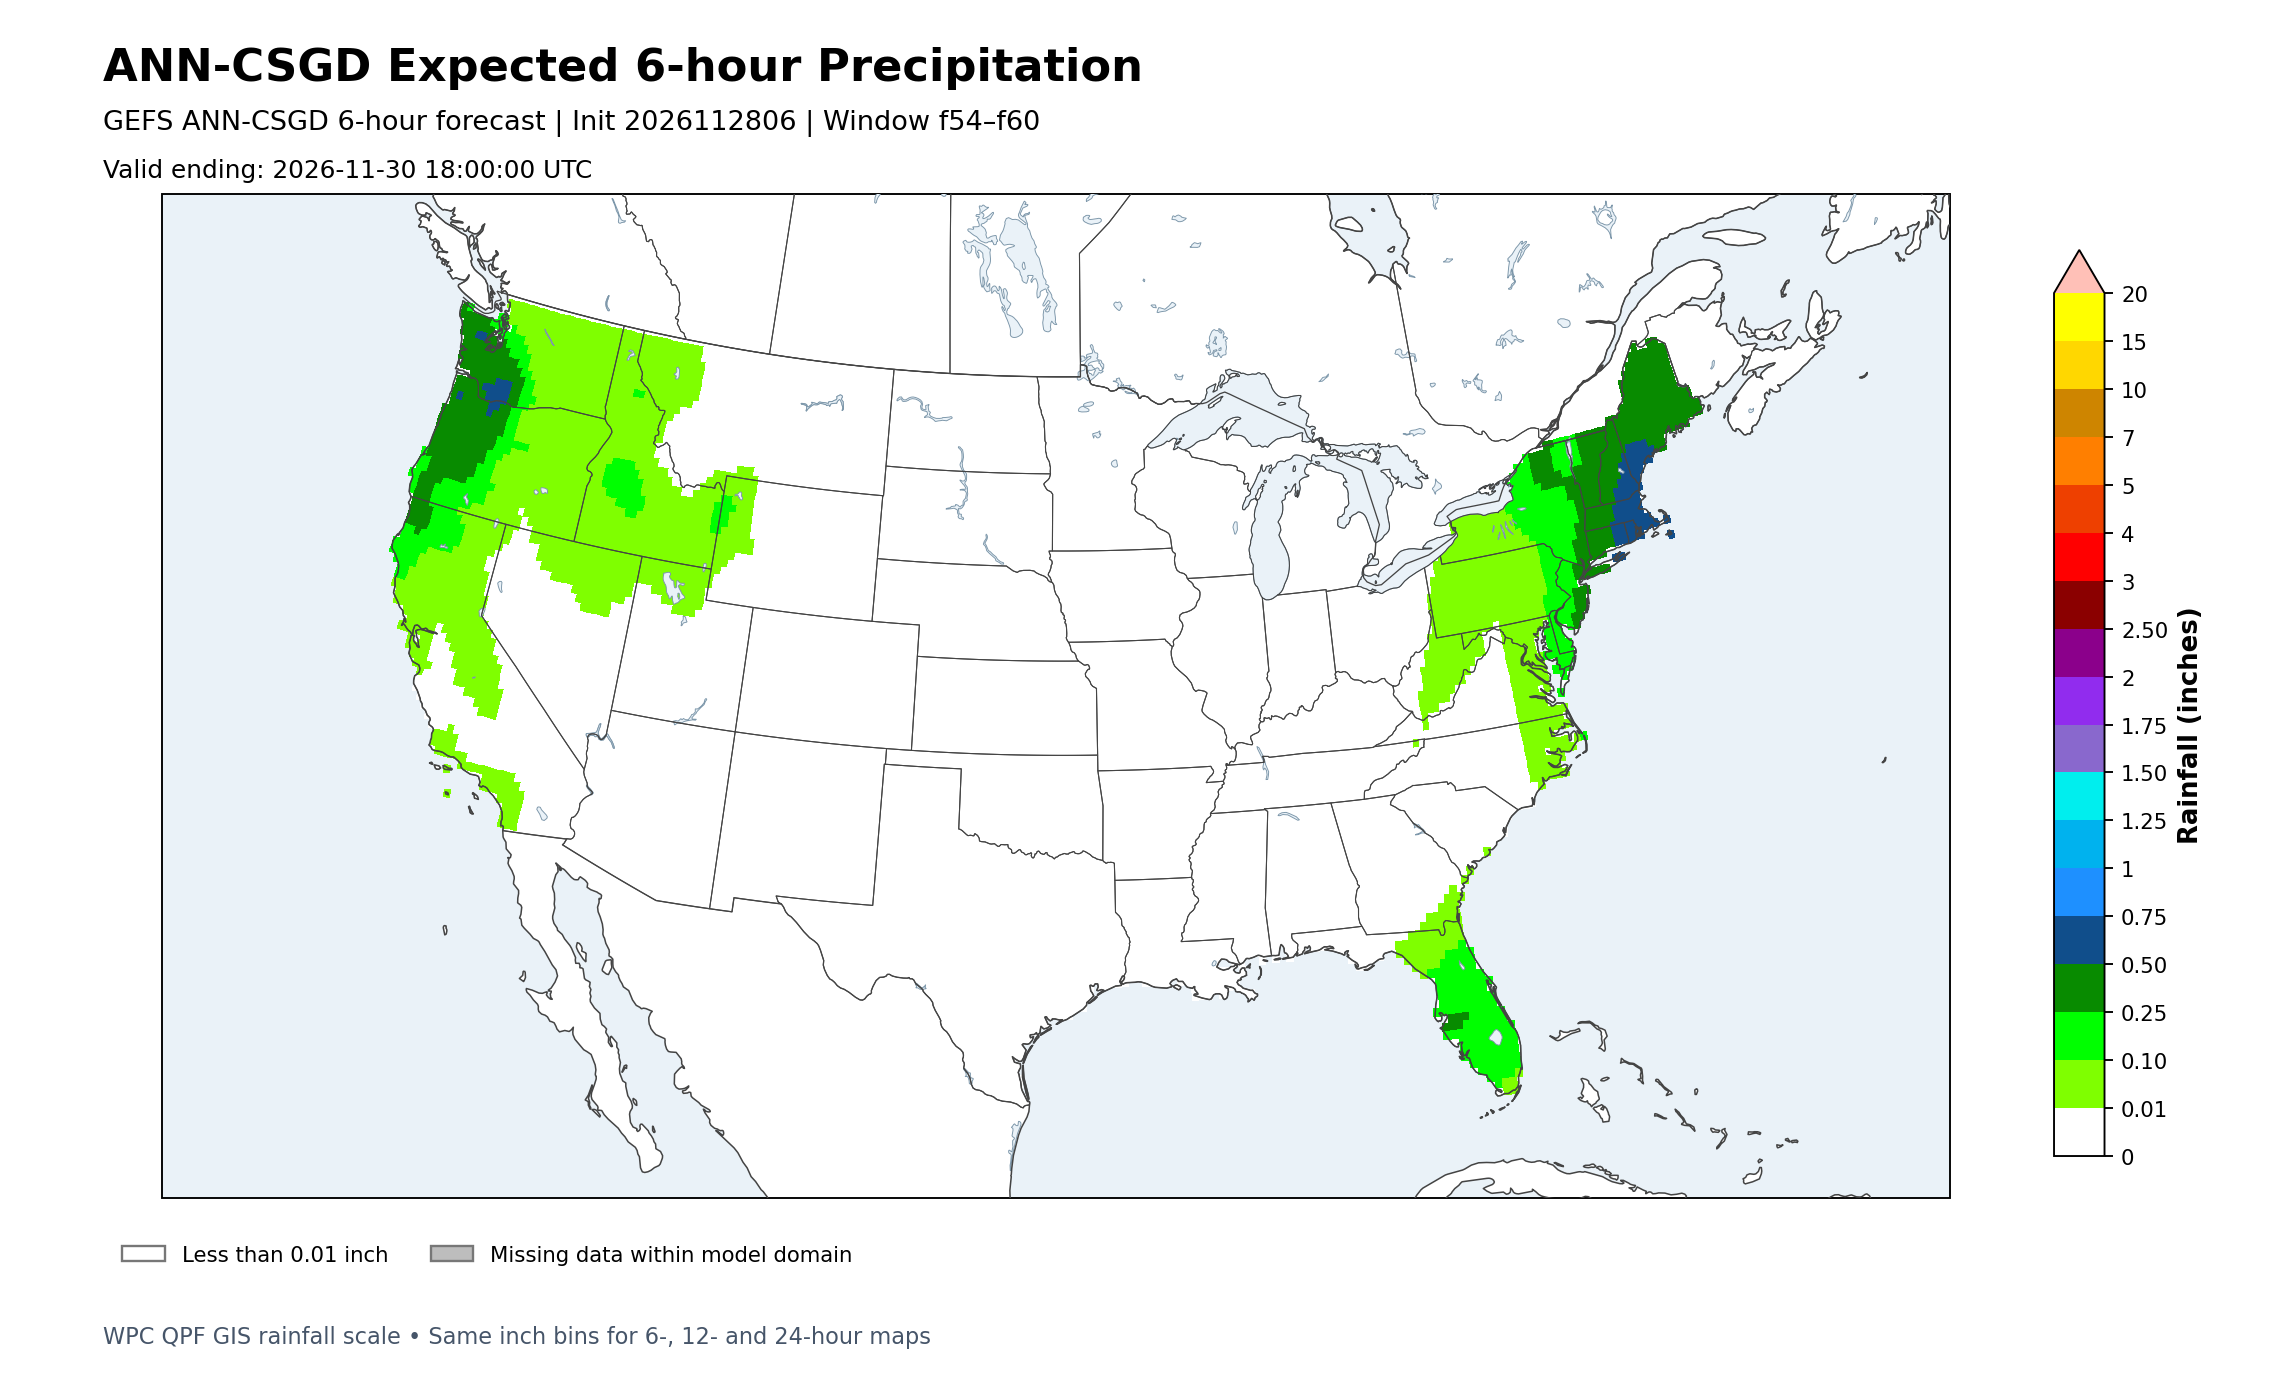 ANN-CSGD Expected 6-hour Precipitation
GEFS ANN-CSGD 6-hour forecast | Init 2026112806 | Window f54–f60
Valid ending: 2026-11-30 18:00:00 UTC
20
15
10
7
5
4
3
2.50
2
1.75
1.50
1.25
1
0.75
0.50
0.25
0.10
0.01
0
Rainfall (inches)
Less than 0.01 inch
Missing data within model domain
WPC QPF GIS rainfall scale • Same inch bins for 6-, 12- and 24-hour maps